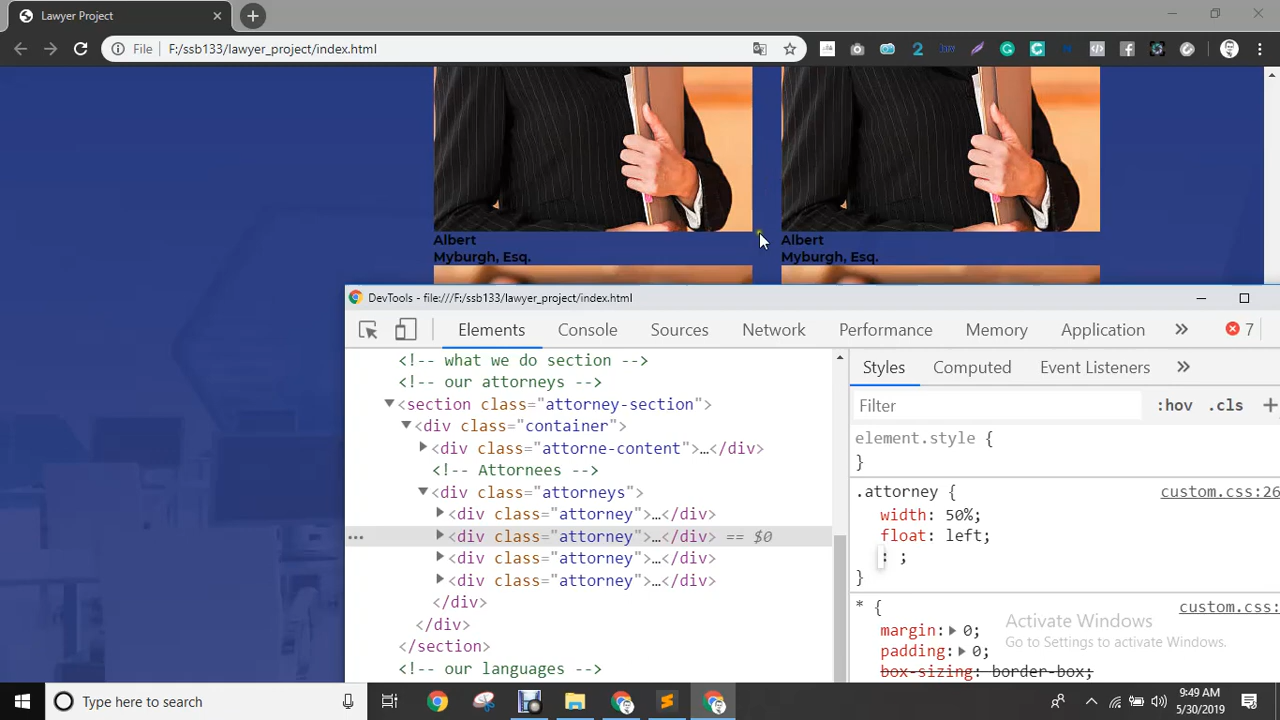 Lawyer Project
File
F:/ssb133/lawyer_project/index.html
Albert
Myburgh, Esq.
Albert
Myburgh, Esq.
DevTools - file:///F:/ssb133/lawyer_project/index.html
Elements
Console
Sources
Network
Performance
Memory
Application
7
<!-- what we do section -->
<!-- our attorneys -->
<section class="attorney-section">
<div class="container">
<div class="attorne-content">…</div>
<!-- Attornees -->
<div class="attorneys">
<div class="attorney">…</div>
<div class="attorney">…</div> == $0
<div class="attorney">…</div>
<div class="attorney">…</div>
</div>
</div>
</section>
<!-- our languages -->
Styles
Computed
Event Listeners
Filter
:hov
.cls
element.style {
}
.attorney {
custom.css:26
width: 50%;
float: left;
: ;
}
* {
custom.css:
margin: 0;
padding: 0;
box-sizing: border-box;
Activate Windows
Go to Settings to activate Windows.
Type here to search
9:49 AM
5/30/2019